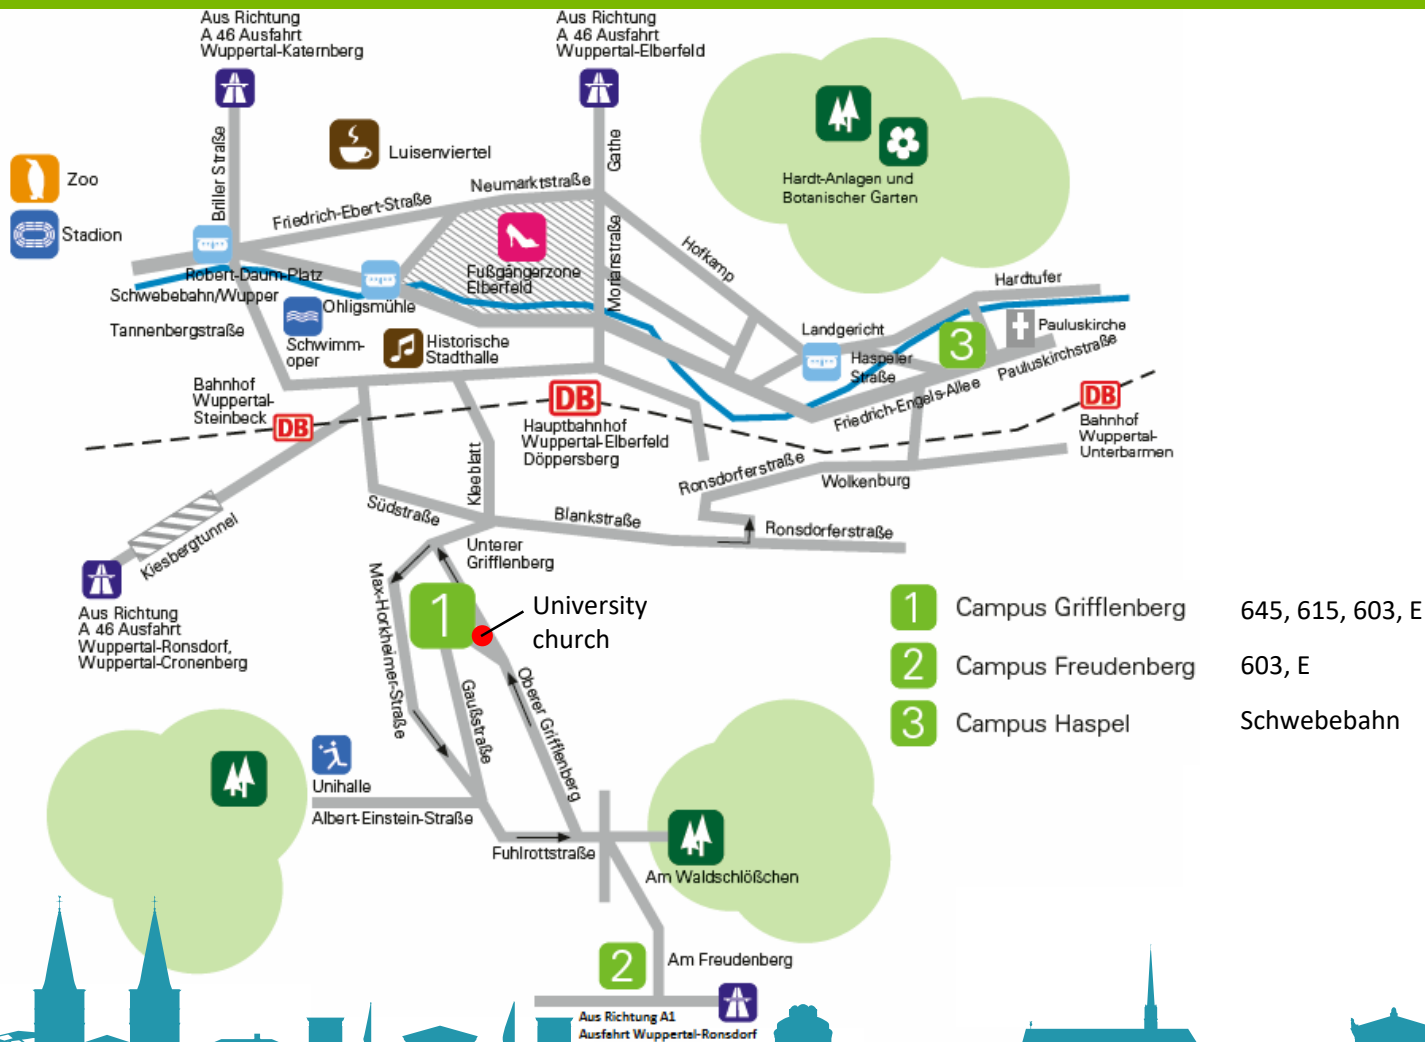 Aus Richtung
A 46 Ausfahrt
Wuppertal-Katernberg
Aus Richtung
A 46 Ausfahrt
Wuppertal-Elberfeld
Briller Straße
Luisenviertel
Gathe
Zoo
Stadion
Friedrich-Ebert-Straße
Neumarktstraße
Hardt-Anlagen und
Botanischer Garten
Morianstraße
Hofkamp
Robert-Daum-Platz
Fußgängerzone
Elberfeld
Hardtufer
Schwebebahn/Wupper
Ohligsmühle
Tannenbergstraße
Schwimm-
oper
Historische
Stadthalle
Landgericht
Haspeler
Straße
3
Pauluskirche
Pauluskirchstraße
Friedrich-Engels-Allee
Bahnhof
Wuppertal-
Steinbeck
DB
DB
Hauptbahnhof
Wuppertal-Elberfeld
Döppersberg
DB
Bahnhof
Wuppertal-
Unterbarmen
Kleeblatt
Ronsdorferstraße
Wolkenburg
Südstraße
Blankstraße
Ronsdorferstraße
Kiesbergtunnel
Unterer
Grifflenberg
Aus Richtung
A 46 Ausfahrt
Wuppertal-Ronsdorf,
Wuppertal-Cronenberg
Max-Horkheimer-Straße
1
University
church
Gaußstraße
Oberer Grifflenberg
1 Campus Grifflenberg 645, 615, 603, E
2 Campus Freudenberg 603, E
3 Campus Haspel Schwebebahn
Unihalle
Albert-Einstein-Straße
Fuhlrottstraße
Am Waldschlößchen
2
Am Freudenberg
Aus Richtung A1
Ausfahrt Wuppertal-Ronsdorf